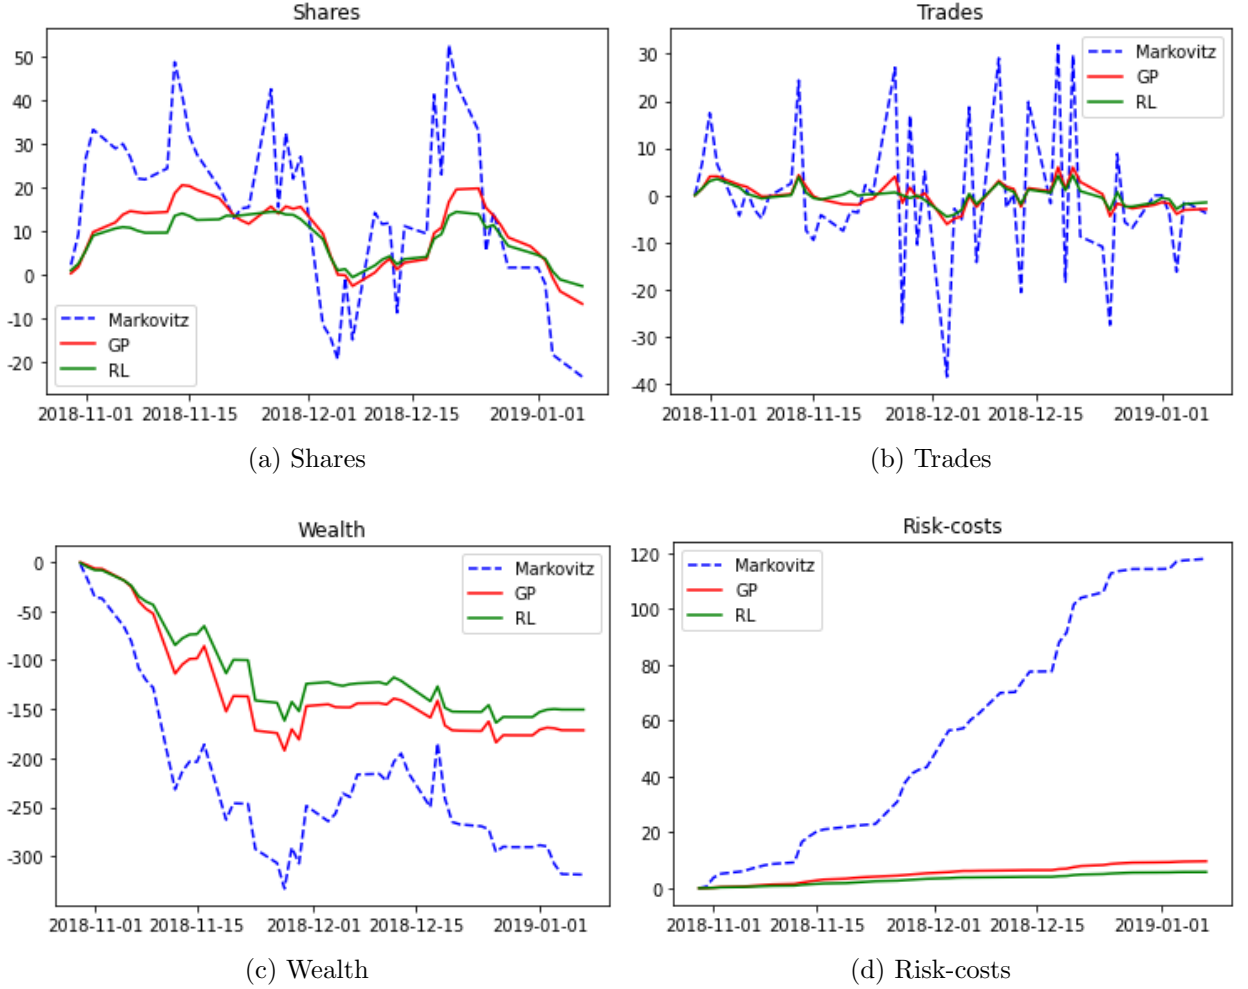 Shares
50
40
30
20
10
0
-10
-20
Markovitz
GP
RL
2018-11-01 2018-11-15 2018-12-01 2018-12-15 2019-01-01
(a) Shares
Trades
30
20
10
0
-10
-20
-30
-40
Markovitz
GP
RL
2018-11-01 2018-11-15 2018-12-01 2018-12-15 2019-01-01
(b) Trades
Wealth
0
-50
-100
-150
-200
-250
-300
Markovitz
GP
RL
2018-11-01 2018-11-15 2018-12-01 2018-12-15 2019-01-01
(c) Wealth
Risk-costs
120
100
80
60
40
20
0
Markovitz
GP
RL
2018-11-01 2018-11-15 2018-12-01 2018-12-15 2019-01-01
(d) Risk-costs